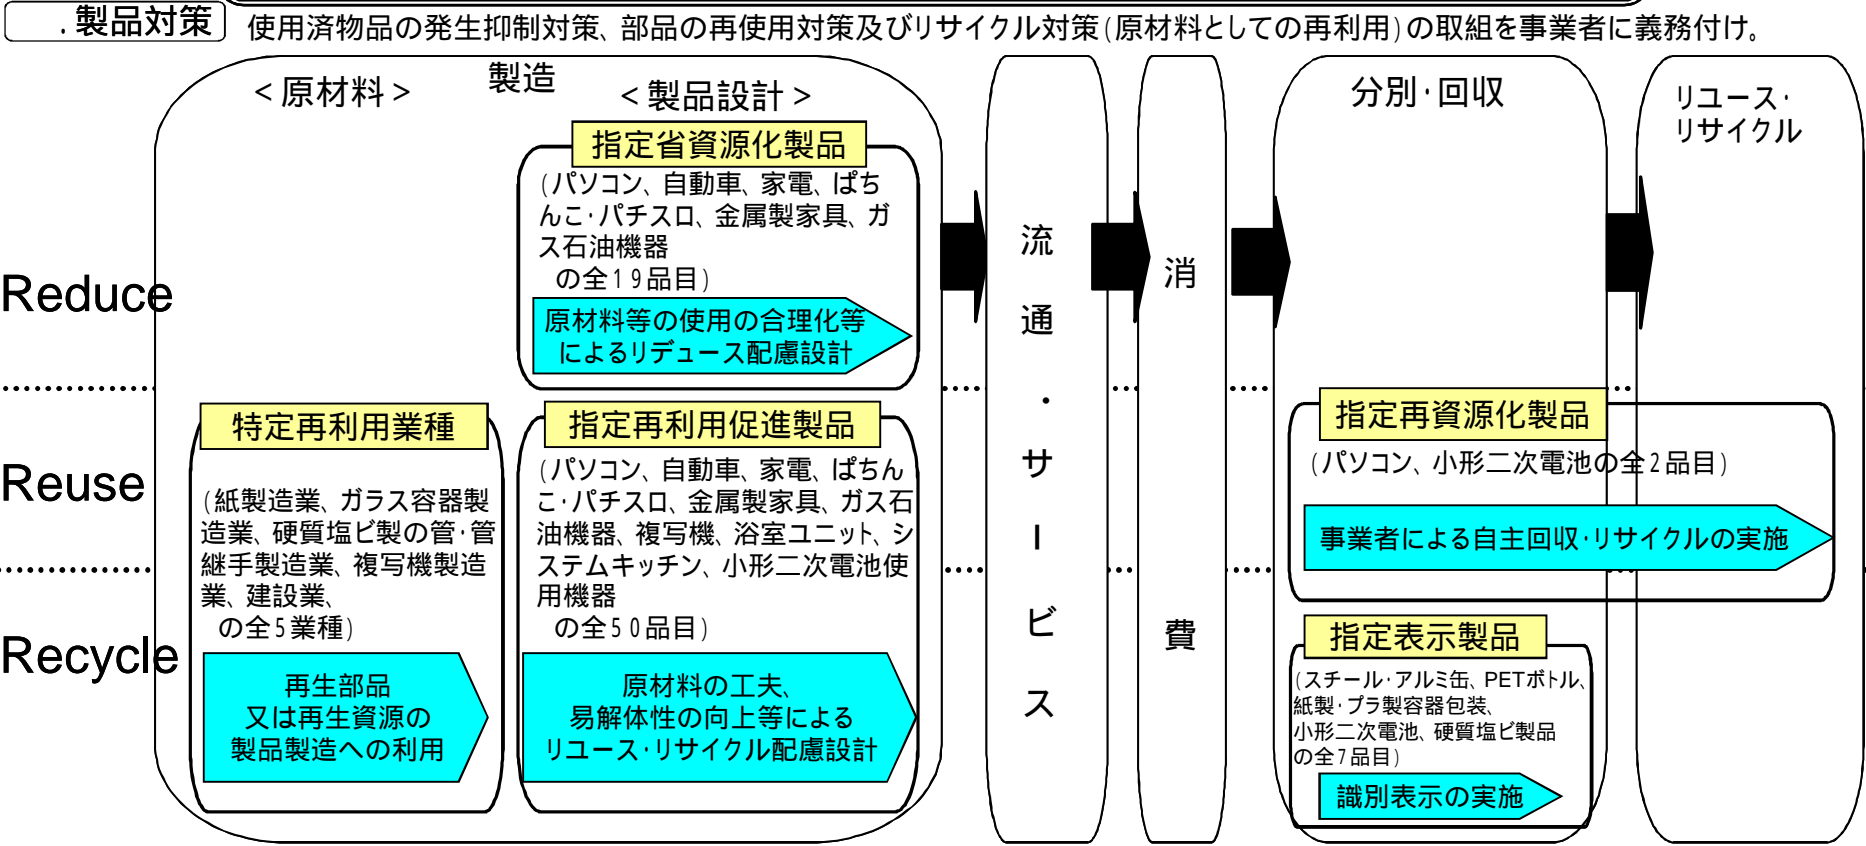 .製品対策
使用済物品の発生抑制対策、部品の再使用対策及びリサイクル対策(原材料としての再利用)の取組を事業者に義務付け。
製造
<原材料>
<製品設計>
分別・回収
リユース・
リサイクル
Reduce
Reuse
Recycle
指定省資源化製品
(パソコン、自動車、家電、ぱち
んこ・パチスロ、金属製家具、ガ
ス石油機器
の全19品目)
原材料等の使用の合理化等
によるリデュース配慮設計
特定再利用業種
(紙製造業、ガラス容器製
造業、硬質塩ビ製の管・管
継手製造業、複写機製造
業、建設業、
の全5業種)
再生部品
又は再生資源の
製品製造への利用
指定再利用促進製品
(パソコン、自動車、家電、ぱちん
こ・パチスロ、金属製家具、ガス石
油機器、複写機、浴室ユニット、シ
ステムキッチン、小形二次電池使
用機器
の全50品目)
原材料の工夫、
易解体性の向上等による
リユース・リサイクル配慮設計
流通・サービス
消費
指定再資源化製品
(パソコン、小形二次電池の全2品目)
事業者による自主回収・リサイクルの実施
指定表示製品
(スチール・アルミ缶、PETボトル、
紙製・プラ製容器包装、
小形二次電池、硬質塩ビ製品
の全7品目)
識別表示の実施